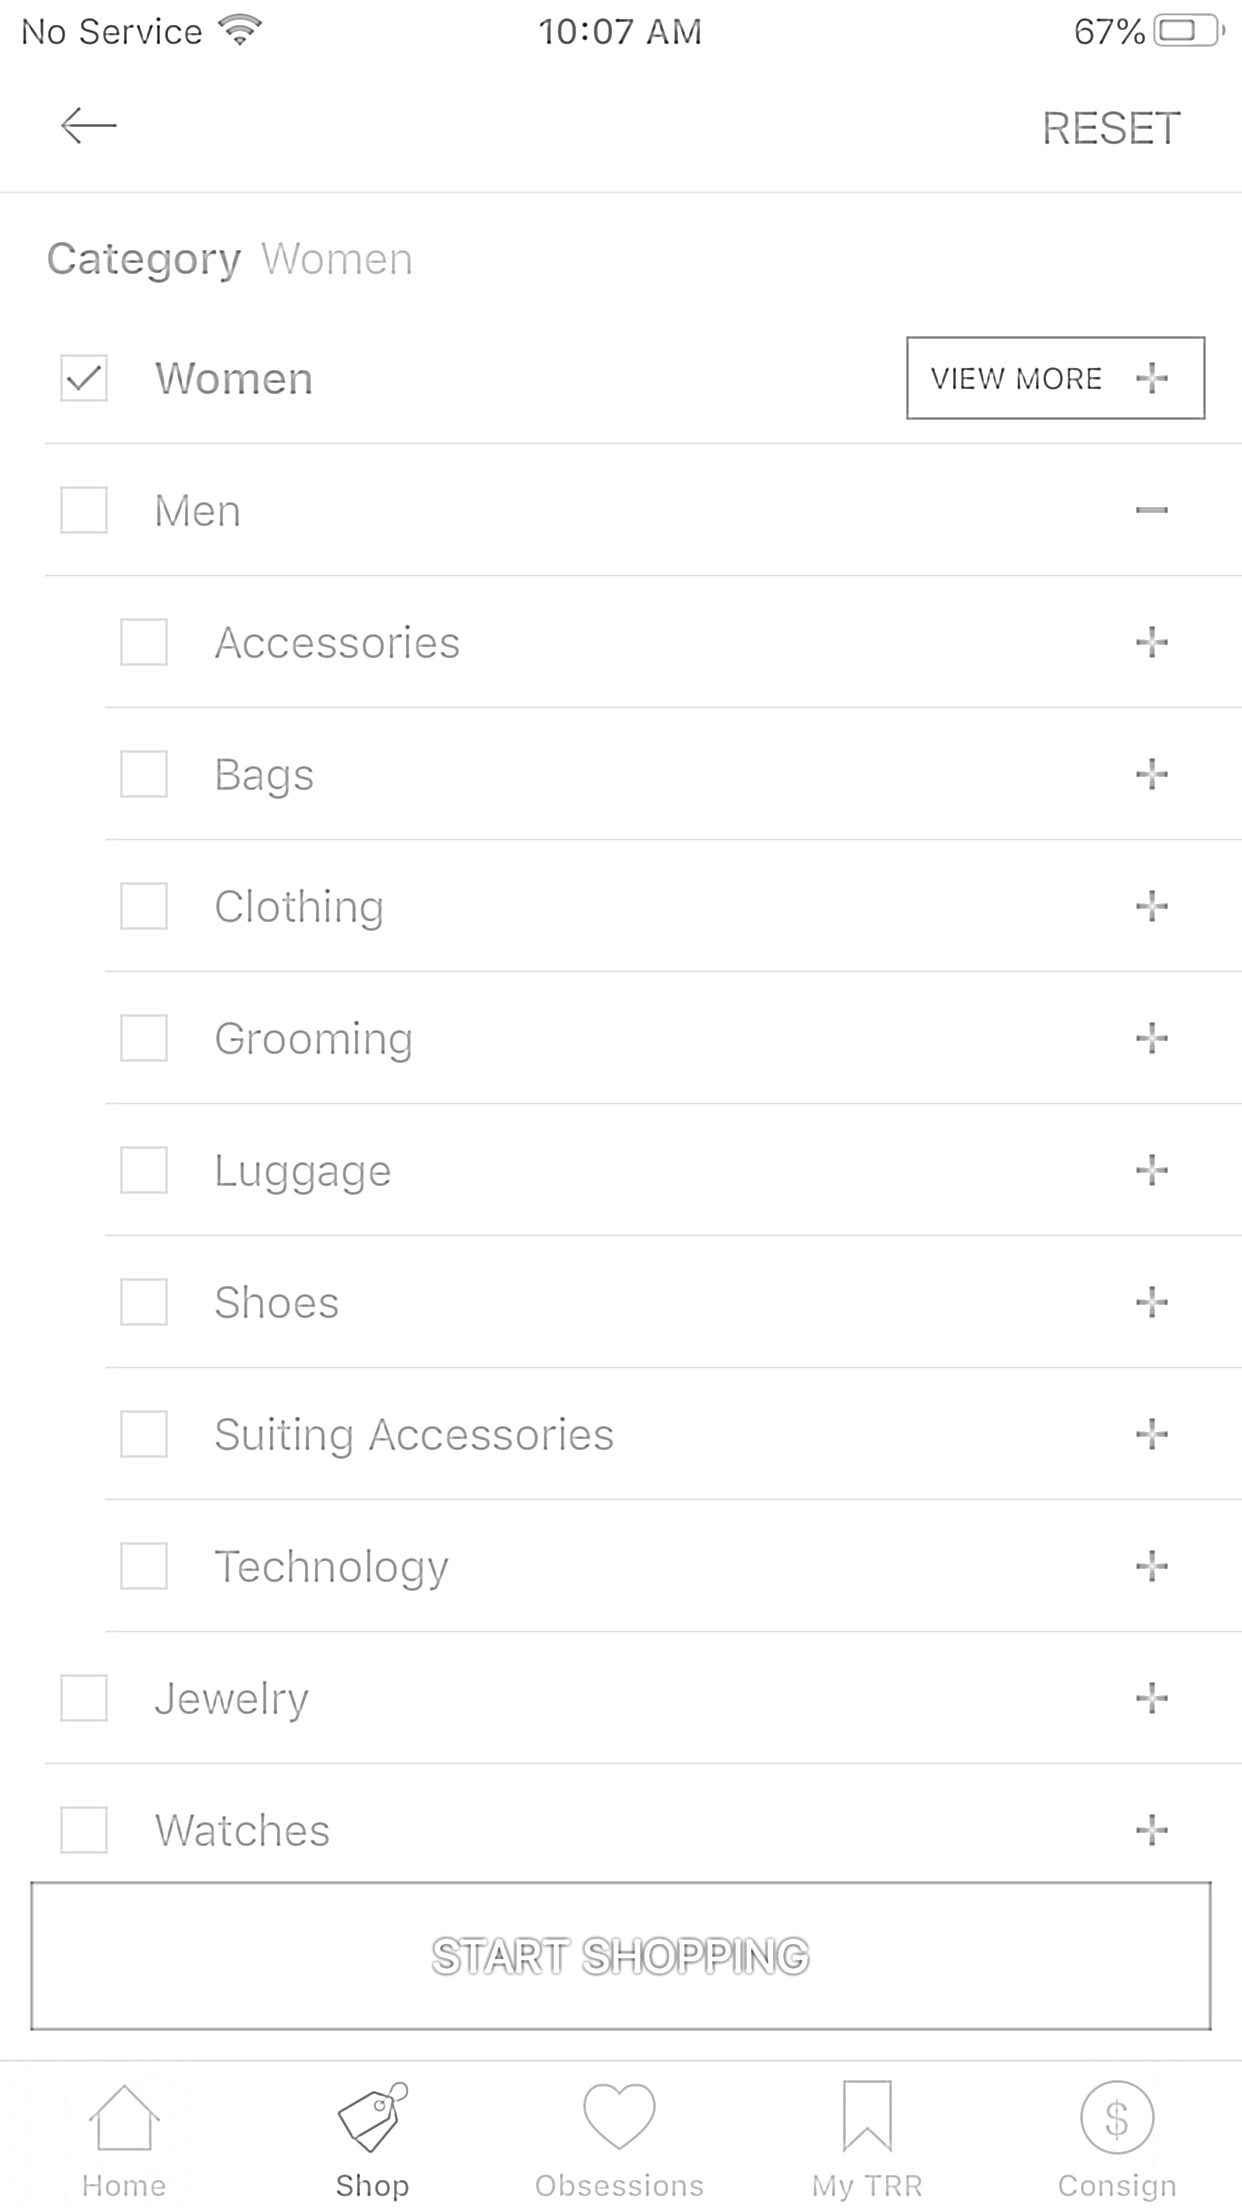 No Service 10:07 AM 67%
RESET
Category Women
Women VIEW MORE +
Men −
Accessories +
Bags +
Clothing +
Grooming +
Luggage +
Shoes +
Suiting Accessories +
Technology +
Jewelry +
Watches +
START SHOPPING
$
Home Shop Obsessions My TRR Consign